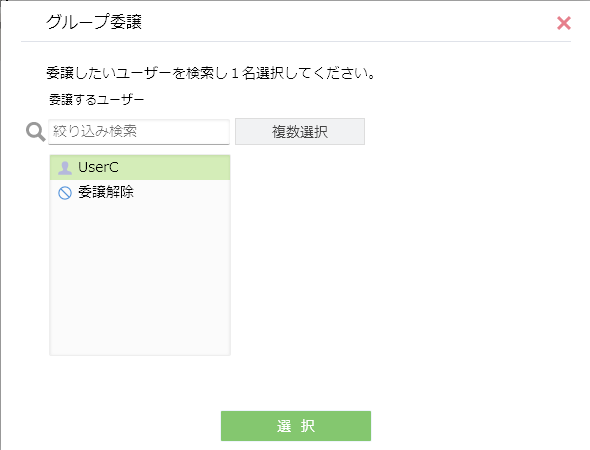 グループ委譲
委譲したいユーザーを検索し１名選択してください。
委譲するユーザー
絞り込み検索
複数選択
UserC
委譲解除
選 択